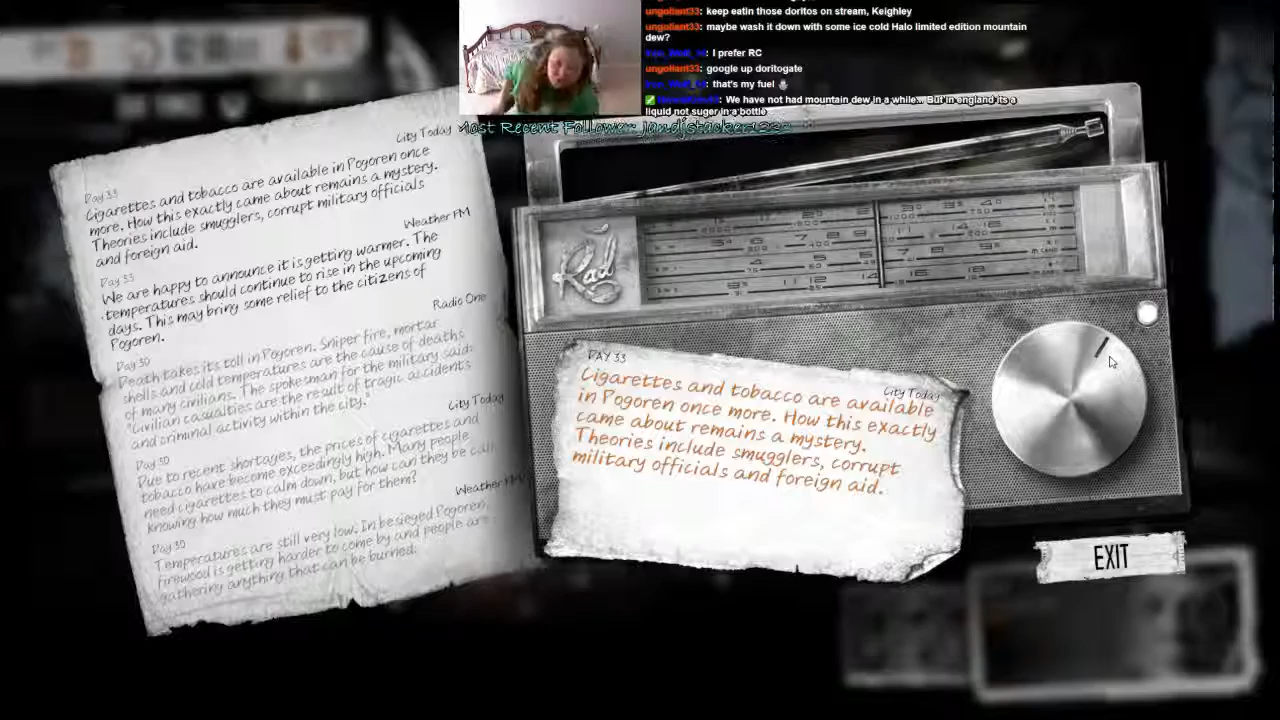 ungoliant33: keep eatin those doritos on stream, Keighley
ungoliant33: maybe wash it down with some ice cold Halo limited edition mountain
dew?
: I prefer RC
ungoliant33: google up doritogate
: that's my fuel
: We have not had mountain dew in a while... But in england its a
liquid not suger in a bottle
Most Recent Follower: jandjstacker1332
City Today
Day 33
Cigarettes and tobacco are available in Pogoren once
more. How this exactly came about remains a mystery.
Theories include smugglers, corrupt military officials
and foreign aid.
Weather FM
Day 33
We are happy to announce it is getting warmer. The
temperatures should continue to rise in the upcoming
days. This may bring some relief to the citizens of
Pogoren.
Radio One
Day 30
Death takes its toll in Pogoren. Sniper fire, mortar
shells and cold temperatures are the cause of deaths
of many civilians. The spokesman for the military said:
"Civilian casualties are the result of tragic accidents
and criminal activity within the city."
City Today
Day 30
Due to recent shortages, the prices of cigarettes and
tobacco have become exceedingly high. Many people
need cigarettes to calm down, but how can they be calm
knowing how much they must pay for them?
Weather FM
Day 30
Temperatures are still very low. In besieged Pogoren,
firewood is getting harder to come by and people are
gathering anything that can be burned.
Rad
DAY 33
City Today
Cigarettes and tobacco are available
in Pogoren once more. How this exactly
came about remains a mystery.
Theories include smugglers, corrupt
military officials and foreign aid.
EXIT